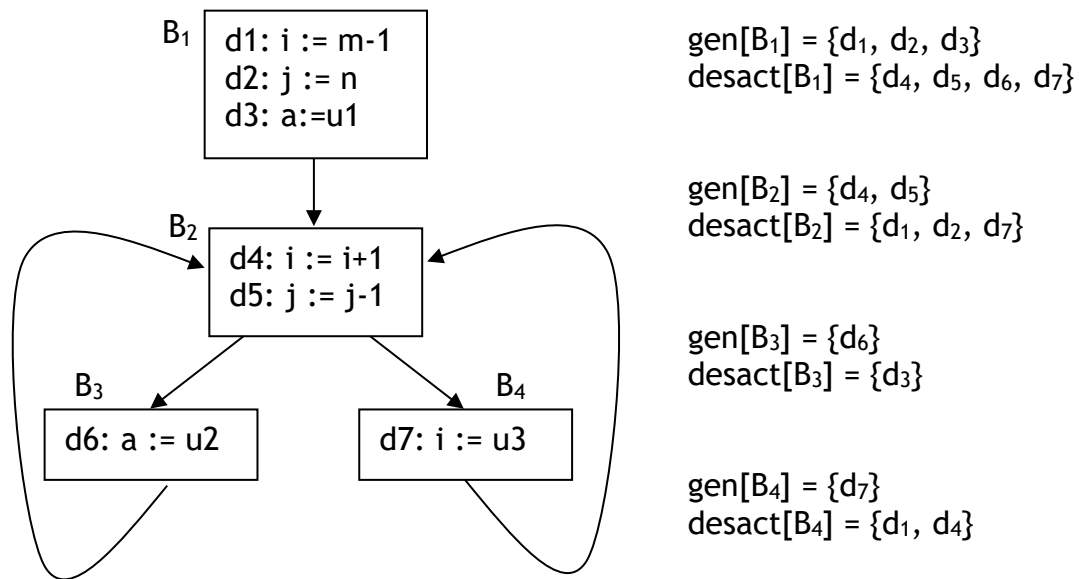 B₁
d1: i := m-1
d2: j := n
d3: a:=u1
gen[B₁] = {d₁, d₂, d₃}
desact[B₁] = {d₄, d₅, d₆, d₇}
B₂
d4: i := i+1
d5: j := j-1
gen[B₂] = {d₄, d₅}
desact[B₂] = {d₁, d₂, d₇}
B₃
d6: a := u2
gen[B₃] = {d₆}
desact[B₃] = {d₃}
B₄
d7: i := u3
gen[B₄] = {d₇}
desact[B₄] = {d₁, d₄}